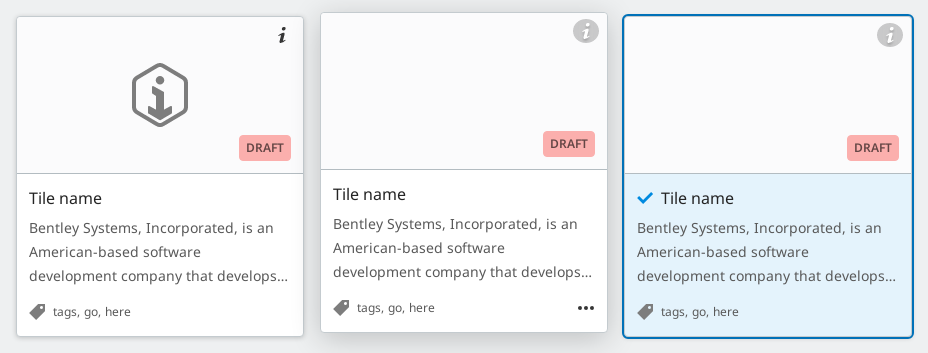 DRAFT
Tile name
Bentley Systems, Incorporated, is an
American-based software
development company that develops...
tags, go, here
DRAFT
Tile name
Bentley Systems, Incorporated, is an
American-based software
development company that develops...
tags, go, here
DRAFT
Tile name
Bentley Systems, Incorporated, is an
American-based software
development company that develops...
tags, go, here